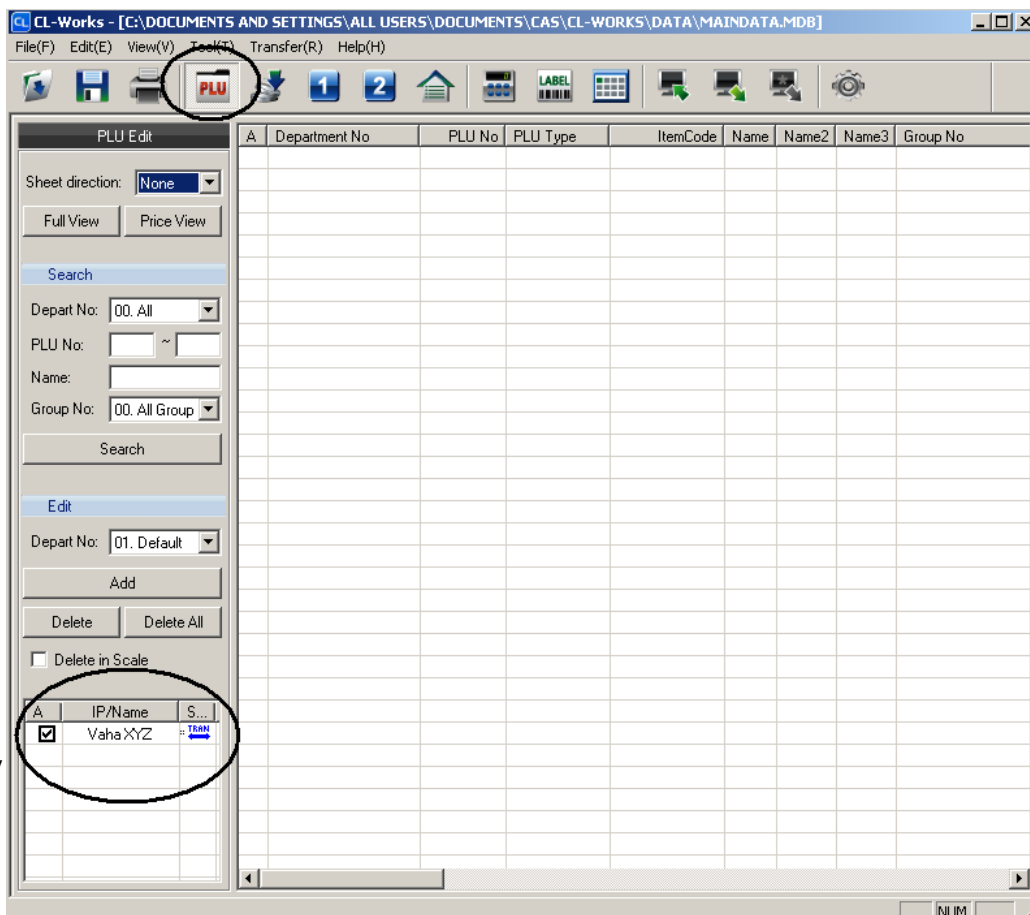 CL CL-Works - [C:\DOCUMENTS AND SETTINGS\ALL USERS\DOCUMENTS\CAS\CL-WORKS\DATA\MAINDATA.MDB]
File(F) Edit(E) View(V) Tool(T) Transfer(R) Help(H)
PLU 1 2 LABEL
PLU Edit
A Department No PLU No PLU Type ItemCode Name Name2 Name3 Group No
Sheet direction: None
Full View Price View
Search
Depart No: 00. All
PLU No: ~
Name:
Group No: 00. All Group
Search
Edit
Depart No: 01. Default
Add
Delete Delete All
Delete in Scale
A IP/Name S...
Vaha XYZ TRAN
NUM